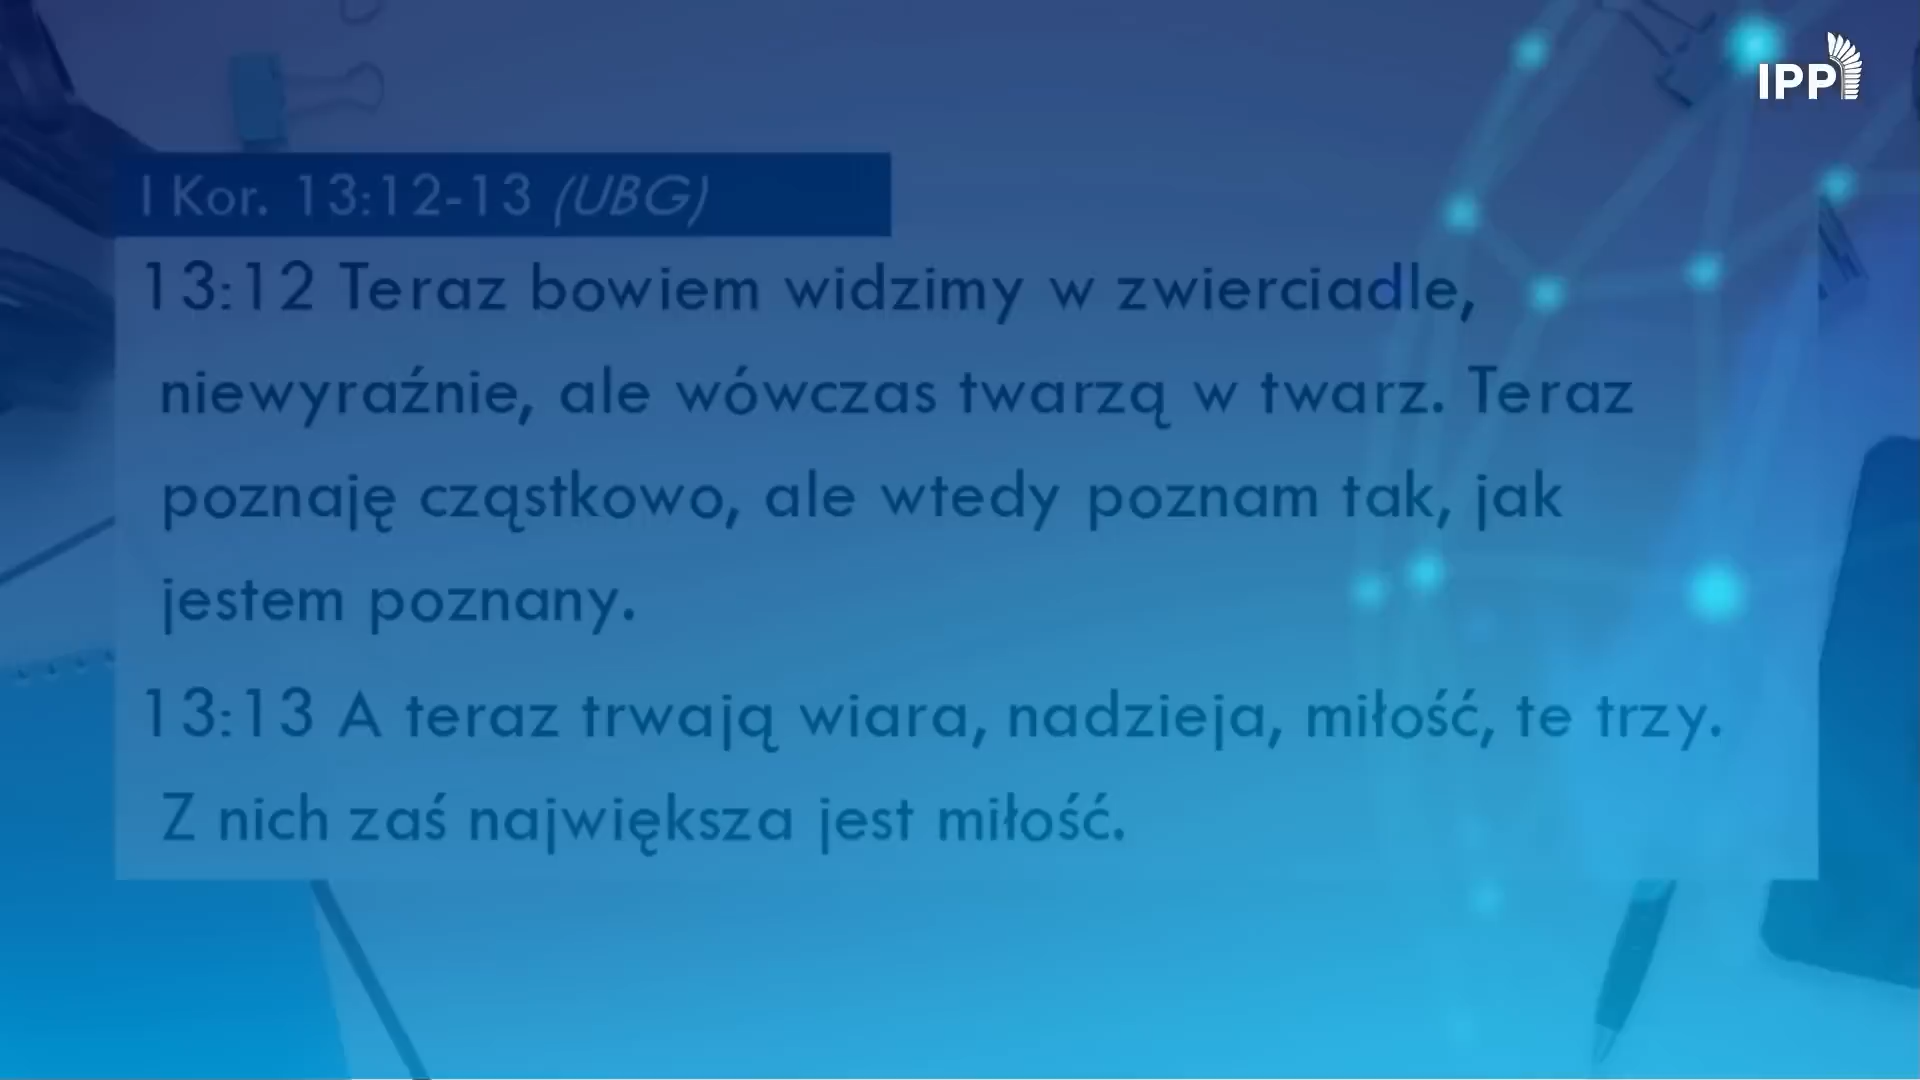 IPP
I Kor. 13:12-13 (UBG)
13:12 Teraz bowiem widzimy w zwierciadle,
niewyraźnie, ale wówczas twarzą w twarz. Teraz
poznaję cząstkowo, ale wtedy poznam tak, jak
jestem poznany.
13:13 A teraz trwają wiara, nadzieja, miłość, te trzy.
Z nich zaś największa jest miłość.